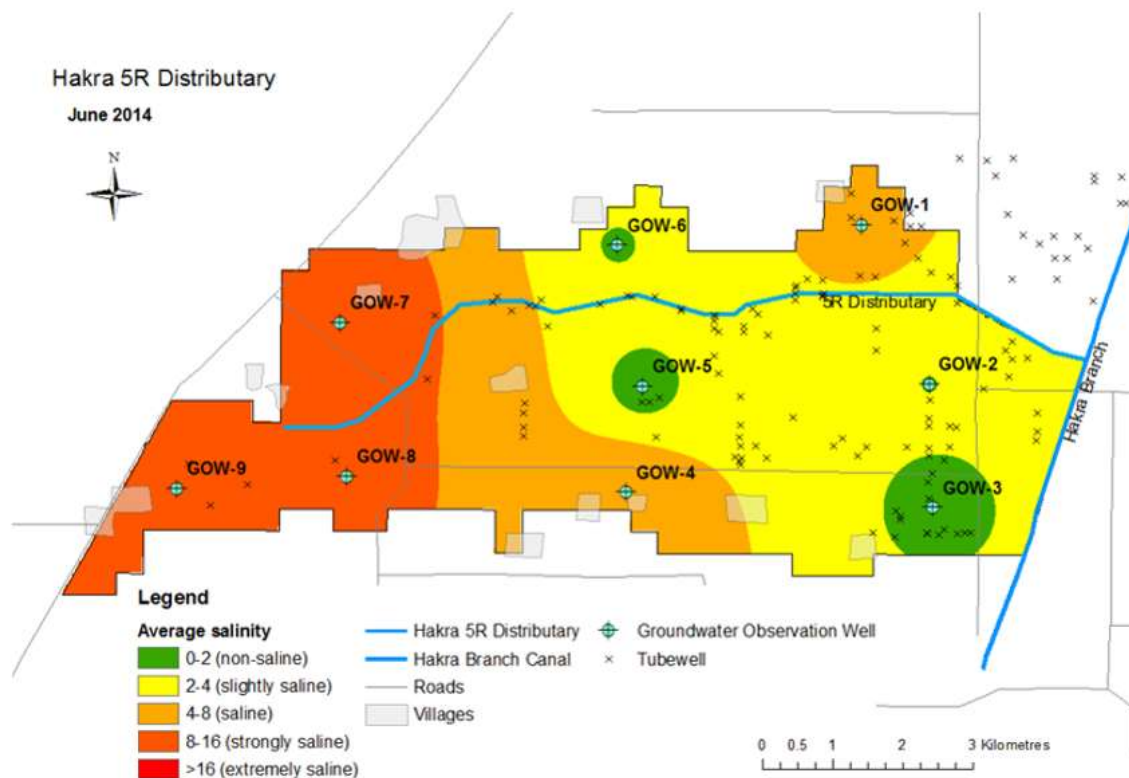 Hakra 5R Distributary
June 2014
N
GOW-1
GOW-6
GOW-7
5R Distributary
GOW-5
GOW-2
Hakra Branch
GOW-9
GOW-8
GOW-4
GOW-3
Legend
Average salinity
0-2 (non-saline)
2-4 (slightly saline)
4-8 (saline)
8-16 (strongly saline)
>16 (extremely saline)
Hakra 5R Distributary
Hakra Branch Canal
Roads
Villages
Groundwater Observation Well
Tubewell
0 0.5 1 2 3 Kilometres